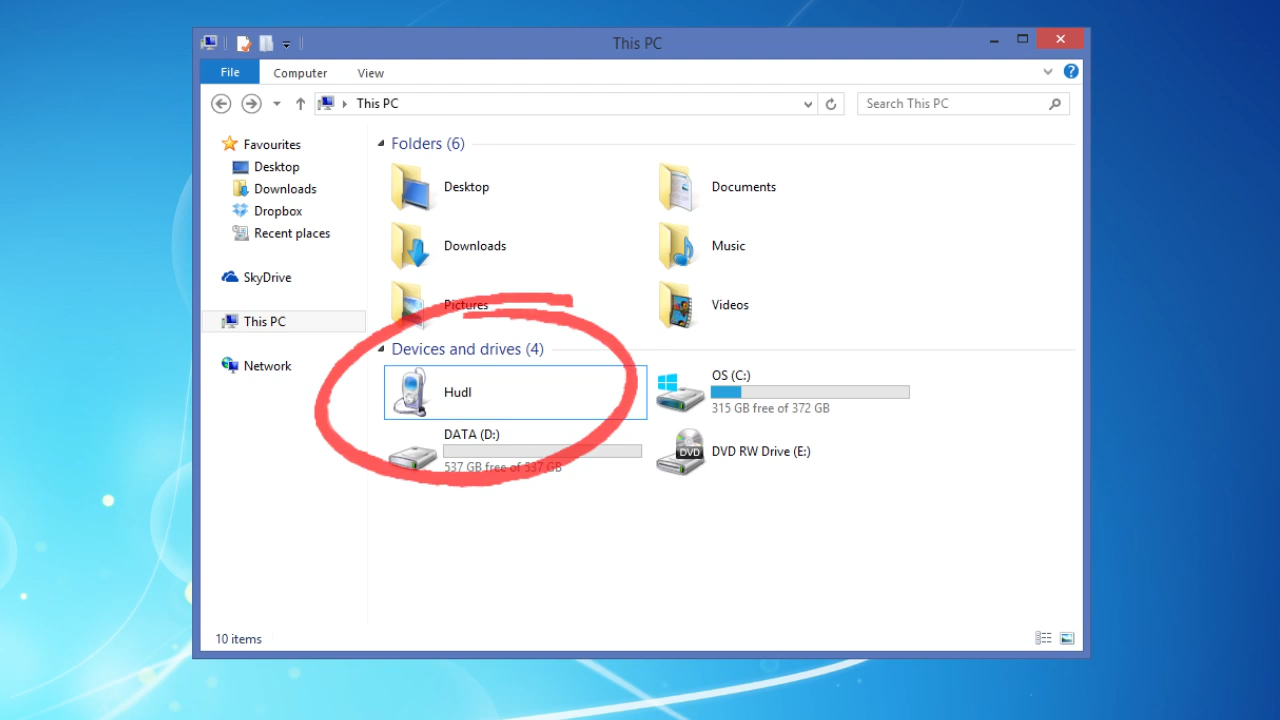 This PC
File Computer View
This PC
Search This PC
Favourites
Desktop
Downloads
Dropbox
Recent places
SkyDrive
This PC
Network
Folders (6)
Desktop
Documents
Downloads
Music
Pictures
Videos
Devices and drives (4)
Hudl
OS (C:)
315 GB free of 372 GB
DATA (D:)
537 GB free of 537 GB
DVD
DVD RW Drive (E:)
10 items